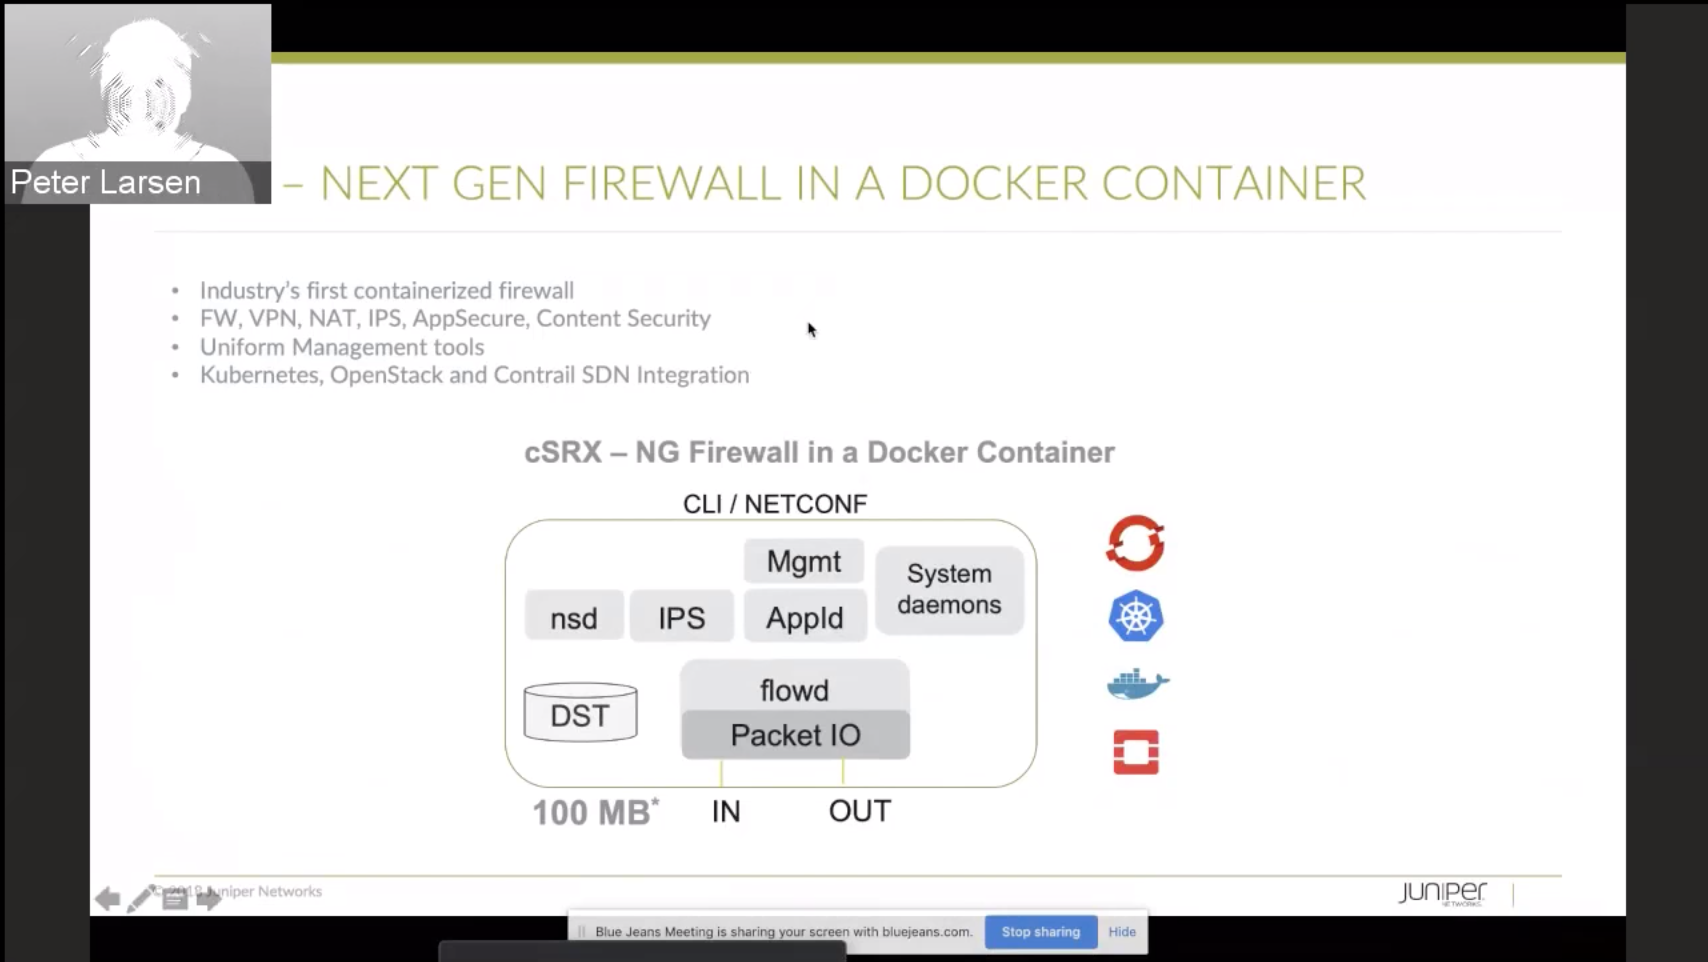 Peter Larsen
– NEXT GEN FIREWALL IN A DOCKER CONTAINER
• Industry's first containerized firewall
• FW, VPN, NAT, IPS, AppSecure, Content Security
• Uniform Management tools
• Kubernetes, OpenStack and Contrail SDN Integration
cSRX – NG Firewall in a Docker Container
CLI / NETCONF
Mgmt
System
daemons
nsd
IPS
AppId
flowd
DST
Packet IO
100 MB*
IN
OUT
© 2018 Juniper Networks
JUNIPER
NETWORKS
Blue Jeans Meeting is sharing your screen with bluejeans.com.
Stop sharing
Hide